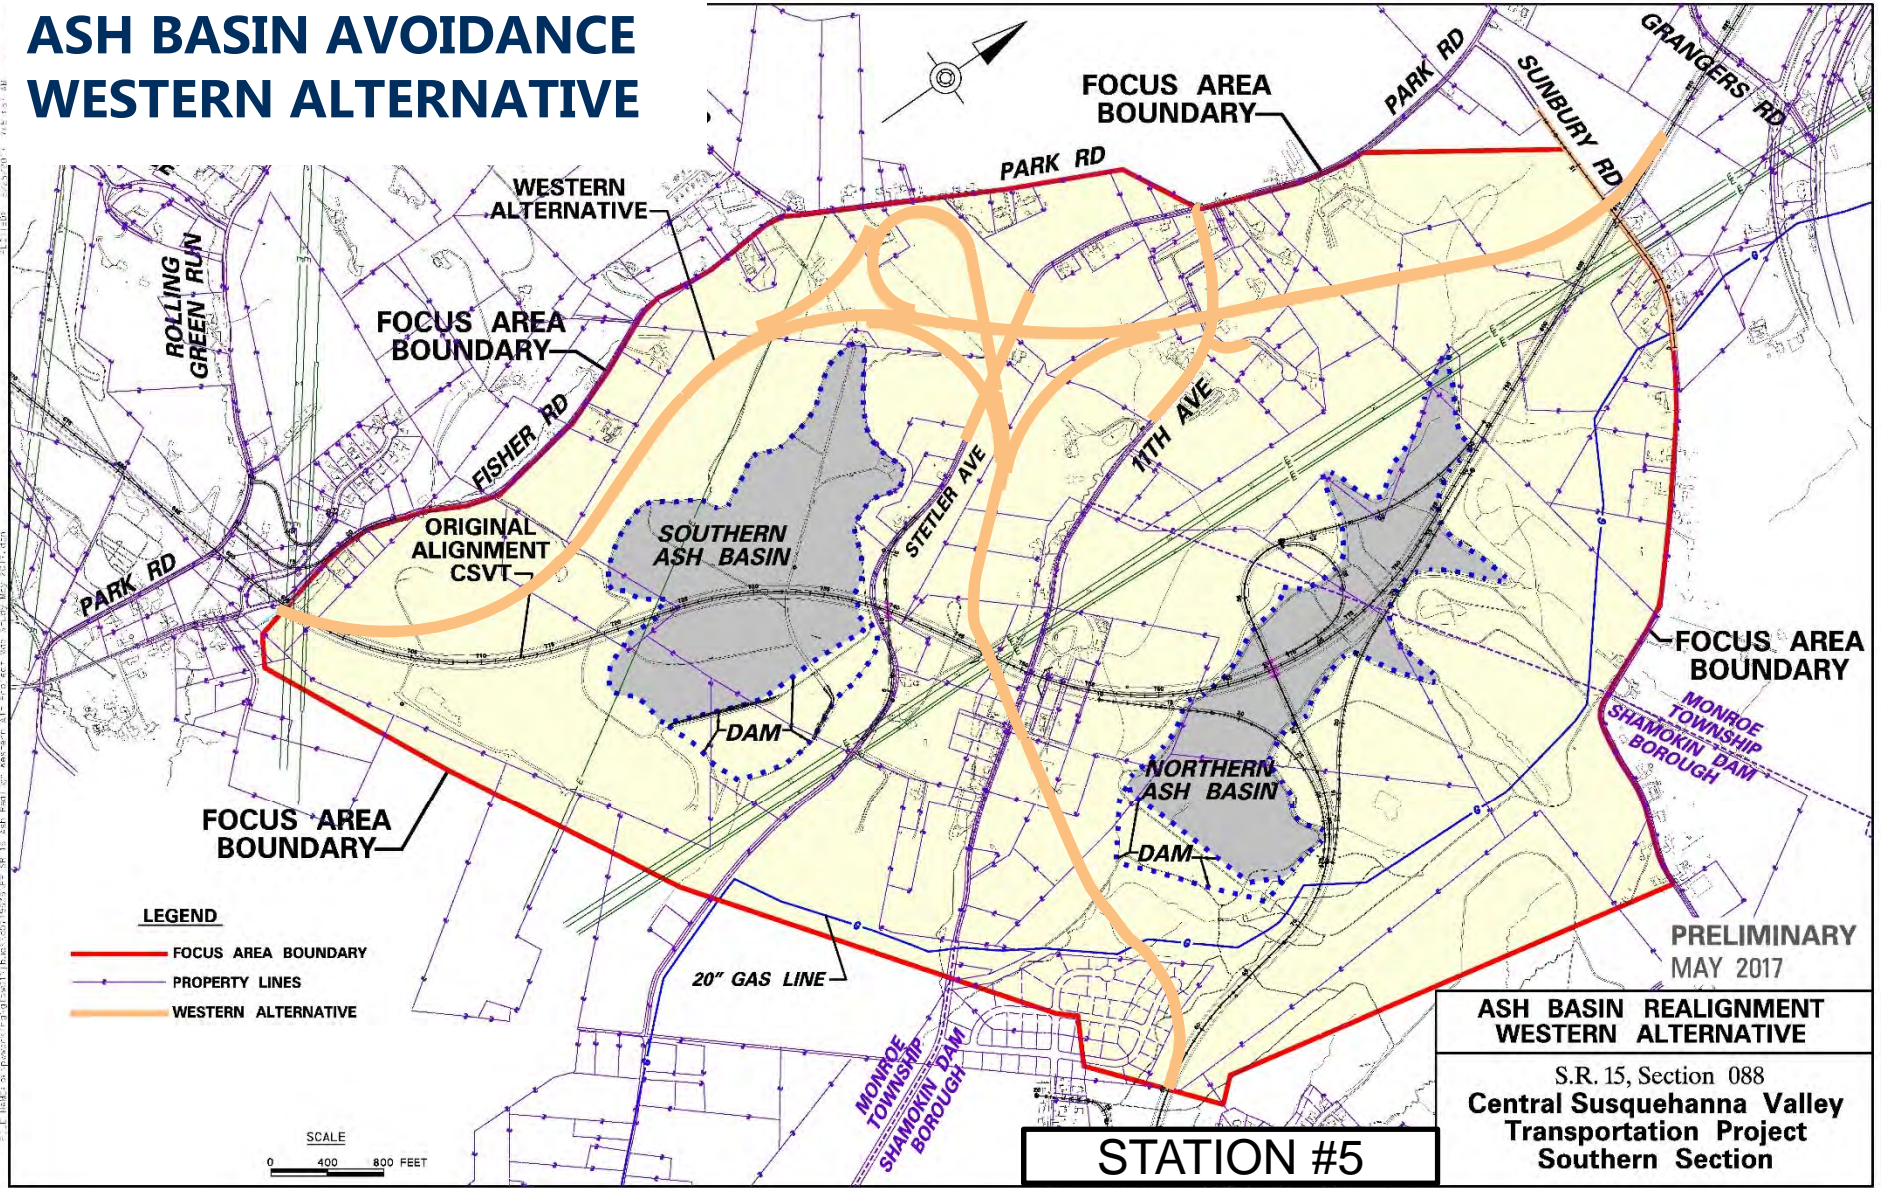 ASH BASIN AVOIDANCE
WESTERN ALTERNATIVE
FOCUS AREA
BOUNDARY
PARK RD
SUNBURY RD
GRANGERS RD
PARK RD
WESTERN
ALTERNATIVE
ROLLING
GREEN RUN
FOCUS AREA
BOUNDARY
FISHER RD
11TH AVE
STETLER AVE
ORIGINAL
ALIGNMENT
CSVT
SOUTHERN
ASH BASIN
PARK RD
FOCUS AREA
BOUNDARY
MONROE
TOWNSHIP
SHAMOKIN DAM
BOROUGH
DAM
NORTHERN
ASH BASIN
DAM
FOCUS AREA
BOUNDARY
LEGEND
FOCUS AREA BOUNDARY
PROPERTY LINES
WESTERN ALTERNATIVE
20" GAS LINE
MONROE
TOWNSHIP
SHAMOKIN DAM
BOROUGH
PRELIMINARY
MAY 2017
ASH BASIN REALIGNMENT
WESTERN ALTERNATIVE
S.R. 15, Section 088
Central Susquehanna Valley
Transportation Project
Southern Section
SCALE
0 400 800 FEET
STATION #5